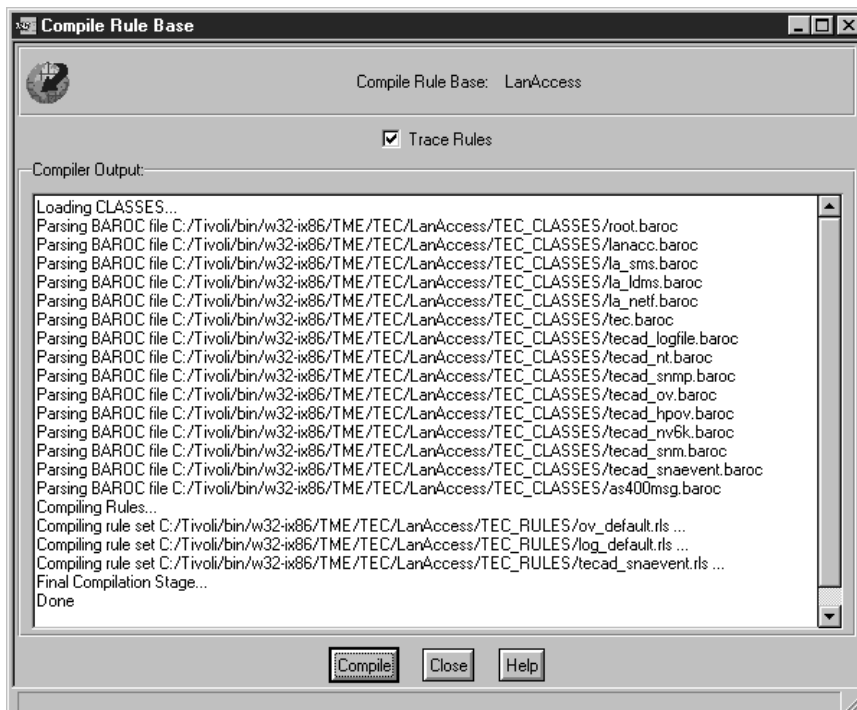 Compile Rule Base
Compile Rule Base: LanAccess
Trace Rules
Compiler Output:
Loading CLASSES...
Parsing BAROC file C:/Tivoli/bin/w32-ix86/TME/TEC/LanAccess/TEC_CLASSES/root.baroc
Parsing BAROC file C:/Tivoli/bin/w32-ix86/TME/TEC/LanAccess/TEC_CLASSES/lanacc.baroc
Parsing BAROC file C:/Tivoli/bin/w32-ix86/TME/TEC/LanAccess/TEC_CLASSES/la_sms.baroc
Parsing BAROC file C:/Tivoli/bin/w32-ix86/TME/TEC/LanAccess/TEC_CLASSES/la_ldms.baroc
Parsing BAROC file C:/Tivoli/bin/w32-ix86/TME/TEC/LanAccess/TEC_CLASSES/la_netf.baroc
Parsing BAROC file C:/Tivoli/bin/w32-ix86/TME/TEC/LanAccess/TEC_CLASSES/tec.baroc
Parsing BAROC file C:/Tivoli/bin/w32-ix86/TME/TEC/LanAccess/TEC_CLASSES/tecad_logfile.baroc
Parsing BAROC file C:/Tivoli/bin/w32-ix86/TME/TEC/LanAccess/TEC_CLASSES/tecad_nt.baroc
Parsing BAROC file C:/Tivoli/bin/w32-ix86/TME/TEC/LanAccess/TEC_CLASSES/tecad_snmp.baroc
Parsing BAROC file C:/Tivoli/bin/w32-ix86/TME/TEC/LanAccess/TEC_CLASSES/tecad_ov.baroc
Parsing BAROC file C:/Tivoli/bin/w32-ix86/TME/TEC/LanAccess/TEC_CLASSES/tecad_hpov.baroc
Parsing BAROC file C:/Tivoli/bin/w32-ix86/TME/TEC/LanAccess/TEC_CLASSES/tecad_nv6k.baroc
Parsing BAROC file C:/Tivoli/bin/w32-ix86/TME/TEC/LanAccess/TEC_CLASSES/tecad_snm.baroc
Parsing BAROC file C:/Tivoli/bin/w32-ix86/TME/TEC/LanAccess/TEC_CLASSES/tecad_snaevent.baroc
Parsing BAROC file C:/Tivoli/bin/w32-ix86/TME/TEC/LanAccess/TEC_CLASSES/as400msg.baroc
Compiling Rules...
Compiling rule set C:/Tivoli/bin/w32-ix86/TME/TEC/LanAccess/TEC_RULES/ov_default.rls ...
Compiling rule set C:/Tivoli/bin/w32-ix86/TME/TEC/LanAccess/TEC_RULES/log_default.rls ...
Compiling rule set C:/Tivoli/bin/w32-ix86/TME/TEC/LanAccess/TEC_RULES/tecad_snaevent.rls ...
Final Compilation Stage...
Done
Compile Close Help